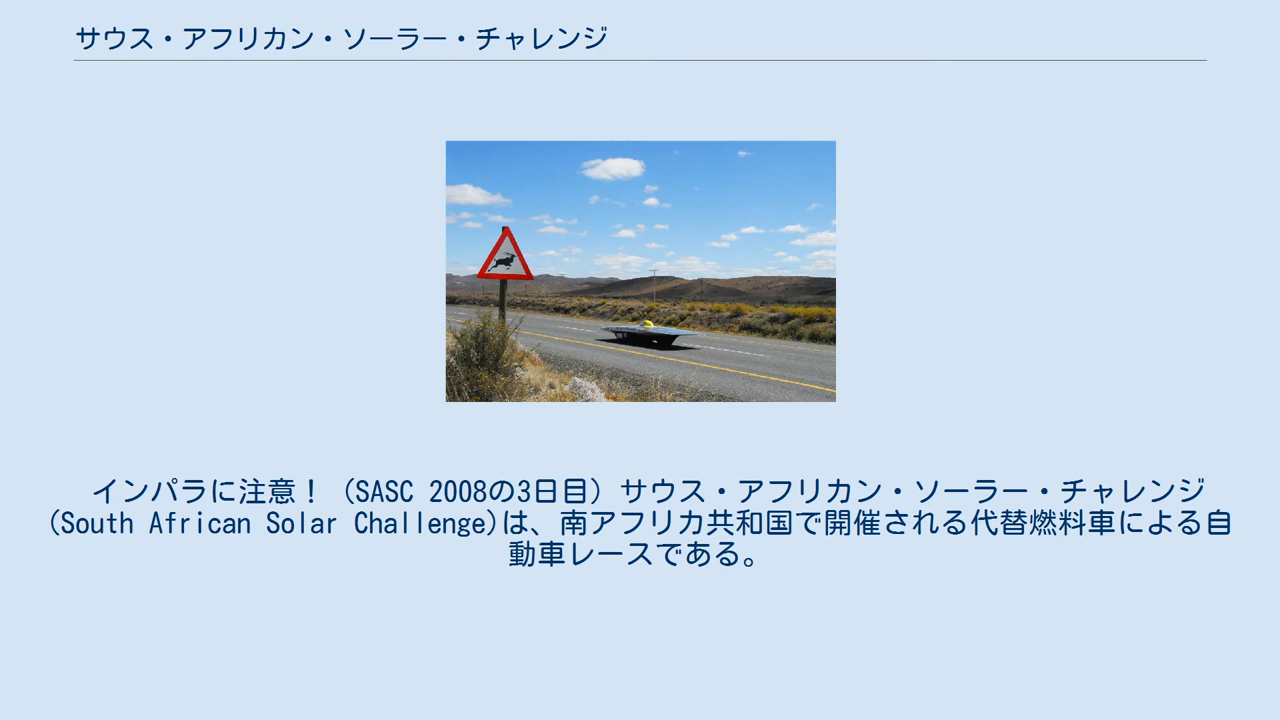 サウス・アフリカン・ソーラー・チャレンジ
インパラに注意！（SASC 2008の3日目）サウス・アフリカン・ソーラー・チャレンジ
(South African Solar Challenge)は、南アフリカ共和国で開催される代替燃料車による自
動車レースである。